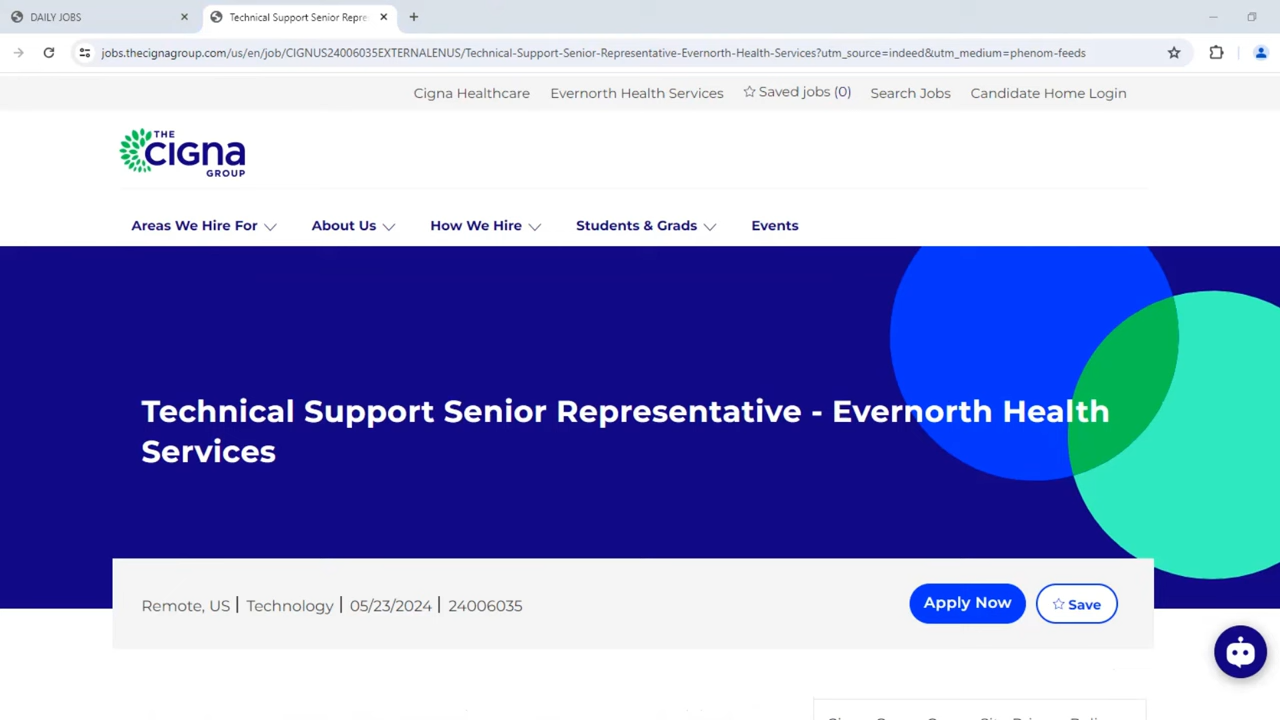 DAILY JOBS
Technical Support Senior Repre
jobs.thecignagroup.com/us/en/job/CIGNUS24006035EXTERNALENUS/Technical-Support-Senior-Representative-Evernorth-Health-Services?utm_source=indeed&utm_medium=phenom-feeds
Cigna Healthcare Evernorth Health Services Saved jobs (0) Search Jobs Candidate Home Login
THE
cigna
GROUP
Areas We Hire For About Us How We Hire Students & Grads Events
Technical Support Senior Representative - Evernorth Health
Services
Remote, US | Technology | 05/23/2024 | 24006035 Apply Now Save